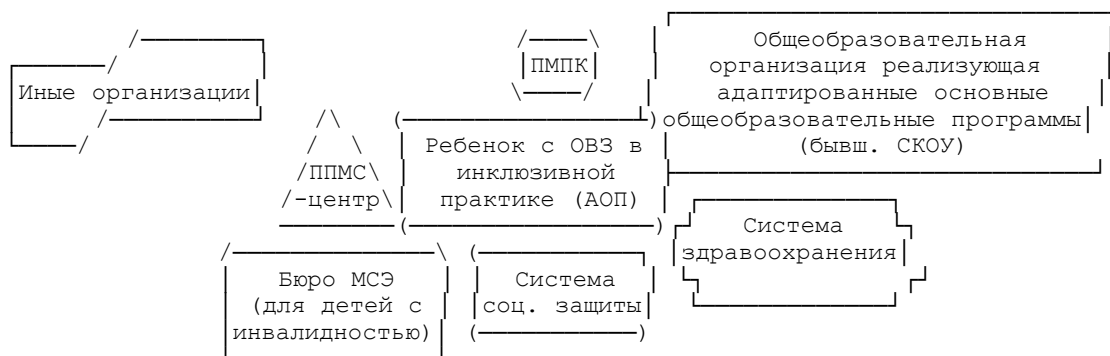 Общеобразовательная
ПМПК
организация реализующая
Иные организации
адаптированные основные
общеобразовательные программы
Ребенок с ОВЗ в
(бывш. СКОУ)
/ППМС\
инклюзивной
/-центр\
практике (АОП)
Система
здравоохранения
Бюро МСЭ
Система
(для детей с
соц. защиты
инвалидностью)